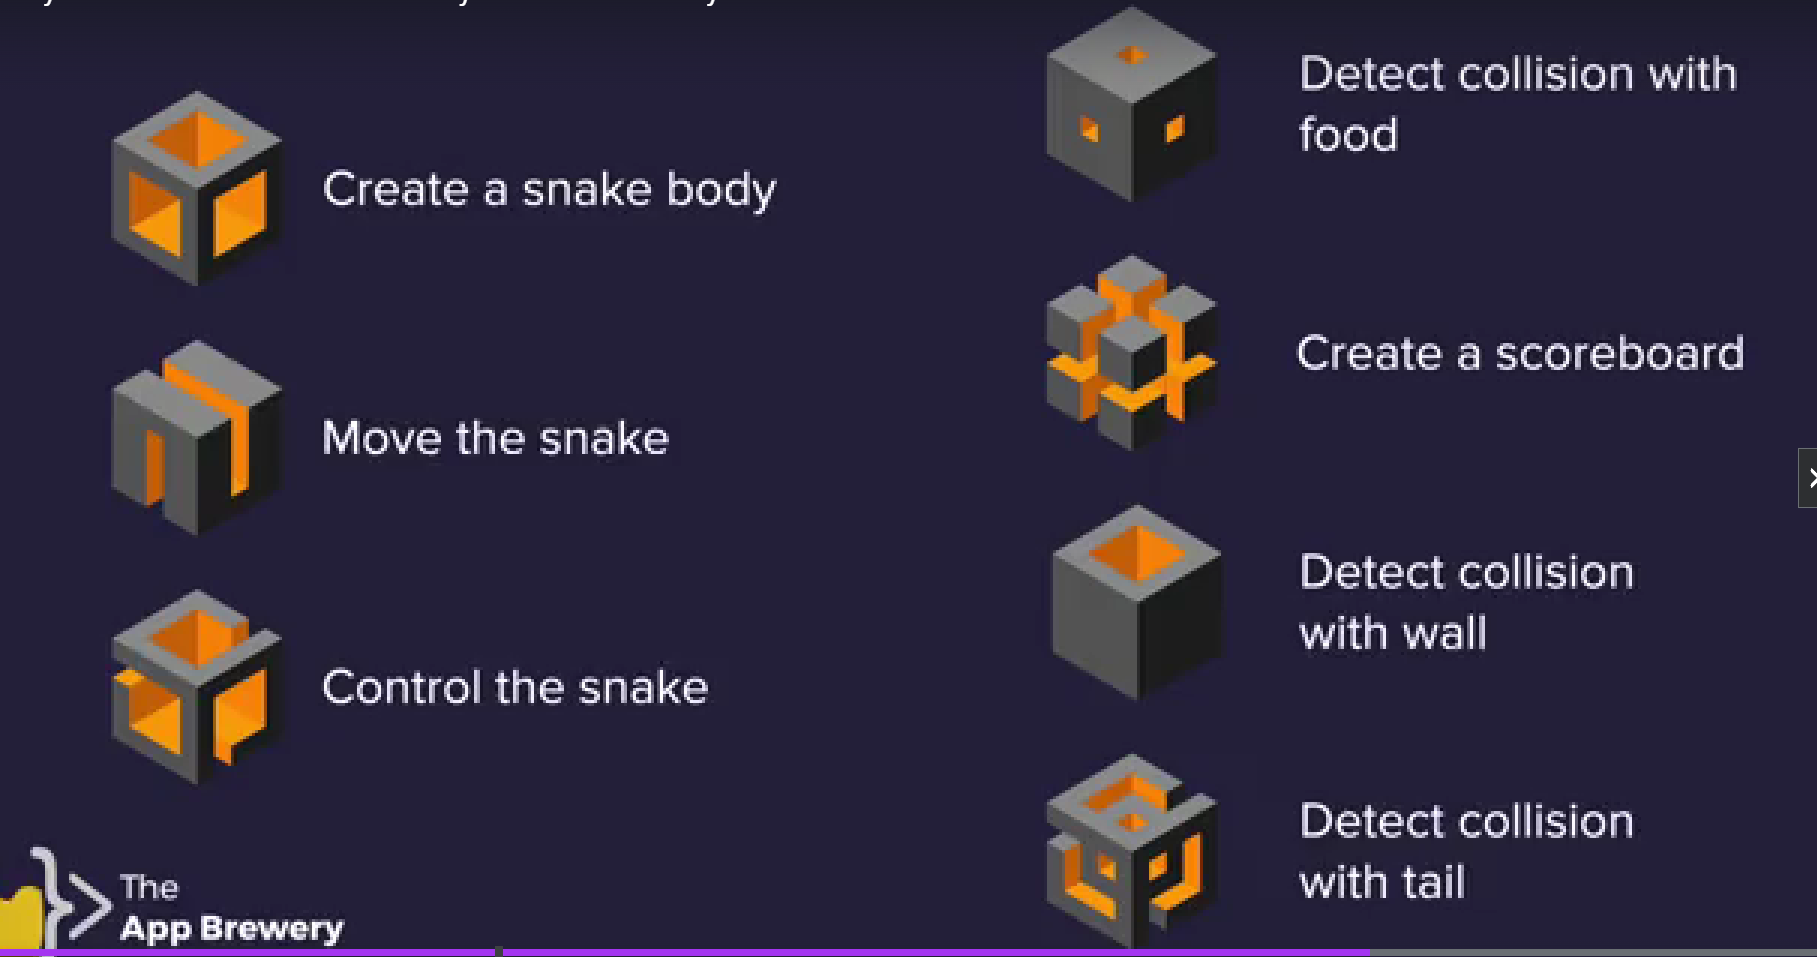 Create a snake body
Move the snake
Control the snake
Detect collision with
food
Create a scoreboard
Detect collision
with wall
Detect collision
with tail
The
App Brewery